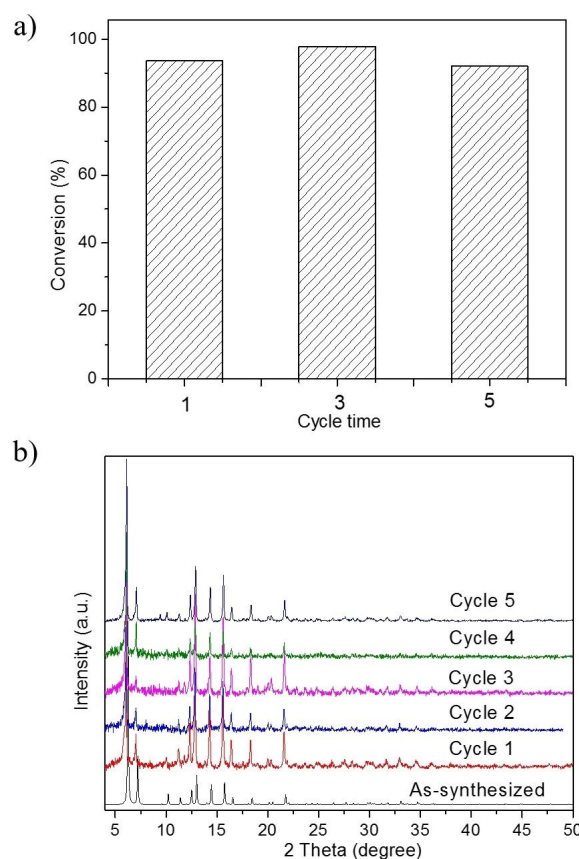 a)
100
80
60
40
20
0
Conversion (%)
1 3 5
Cycle time
b)
Intensity (a.u.)
Cycle 5
Cycle 4
Cycle 3
Cycle 2
Cycle 1
As-synthesized
5 10 15 20 25 30 35 40 45 50
2 Theta (degree)